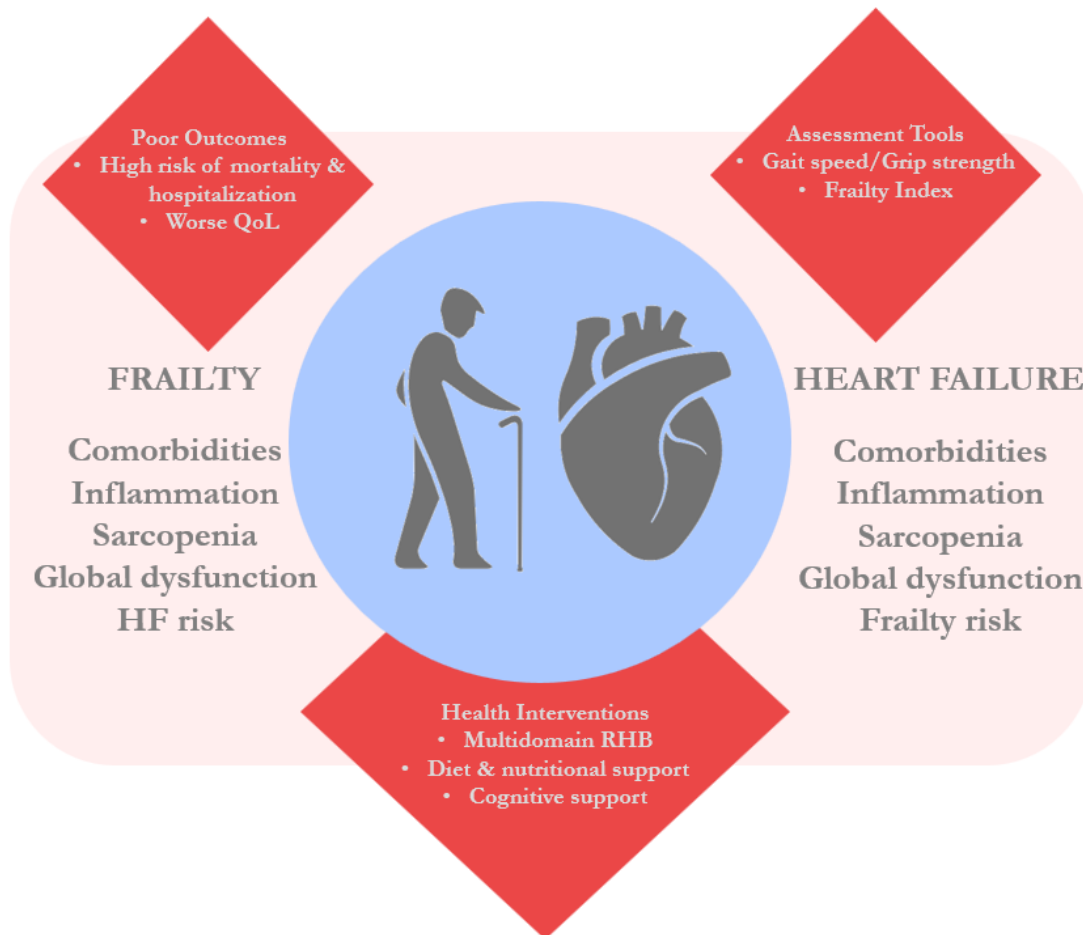 Poor Outcomes
• High risk of mortality &
hospitalization
• Worse QoL
Assessment Tools
• Gait speed/Grip strength
• Frailty Index
FRAILTY
Comorbidities
Inflammation
Sarcopenia
Global dysfunction
HF risk
HEART FAILURE
Comorbidities
Inflammation
Sarcopenia
Global dysfunction
Frailty risk
Health Interventions
• Multidomain RHB
• Diet & nutritional support
• Cognitive support